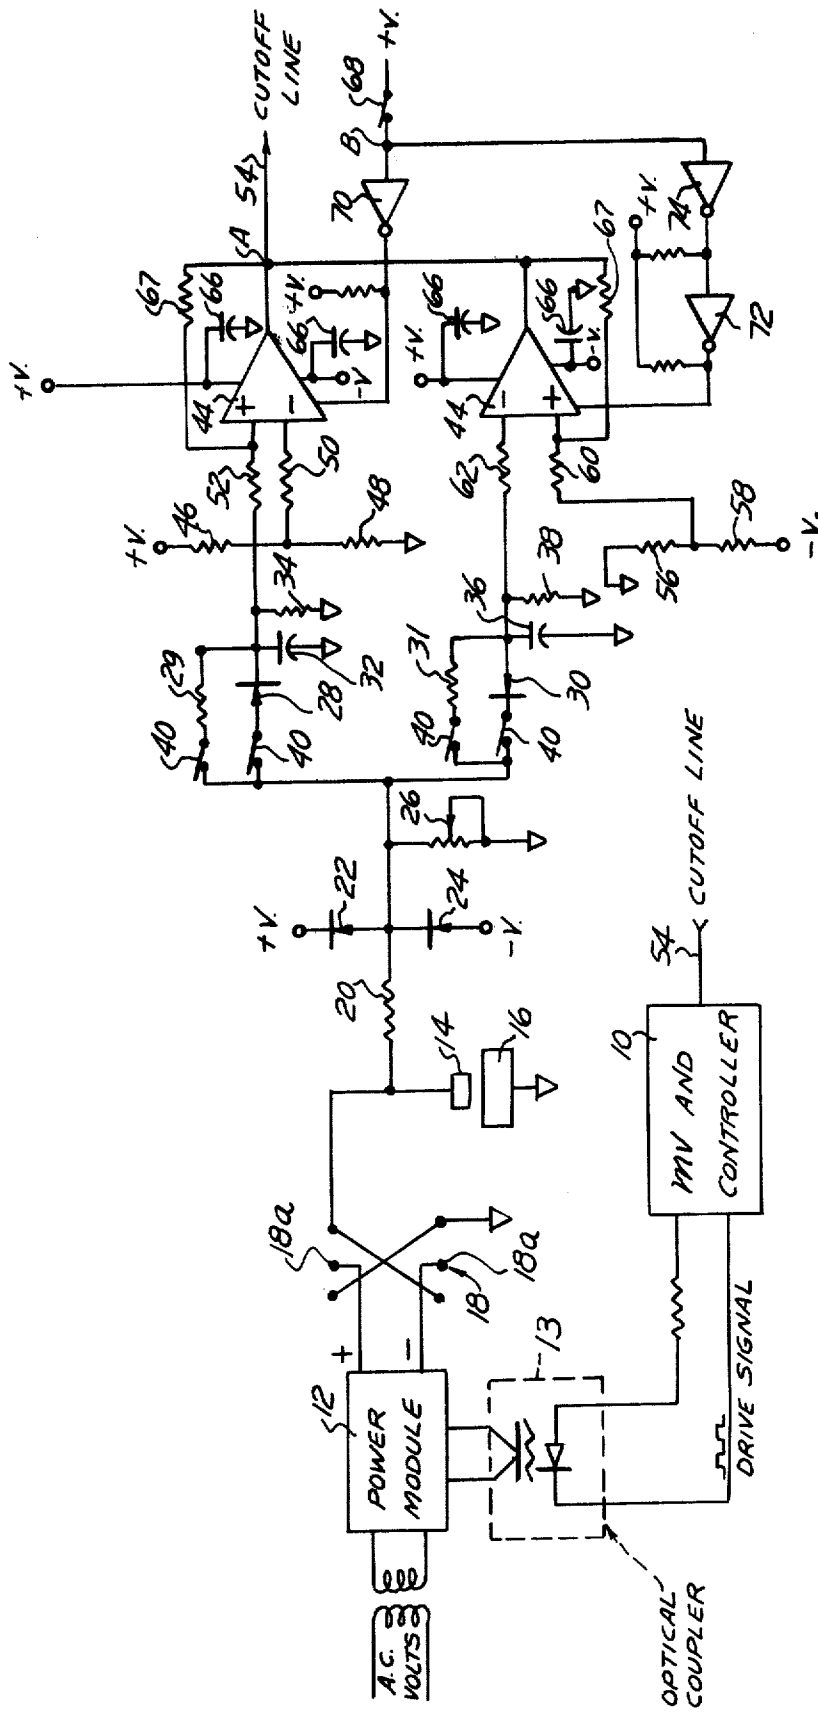 A.C.
VOLTS
POWER
MODULE
12
+
-
18a
18a
18
13
OPTICAL
COUPLER
DRIVE SIGNAL
MV AND
CONTROLLER
10
54
CUTOFF LINE
14
16
20
+V.
22
24
-V.
26
40
29
40
28
32
34
+V.
46
48
52
50
+V.
44
+
-
67
66
66
-V
+V.
A
54
CUTOFF
LINE
B
68
+V.
70
40
31
40
30
36
38
62
60
56
58
-V.
44
-
+
+V.
66
66
-V.
67
+V.
74
72